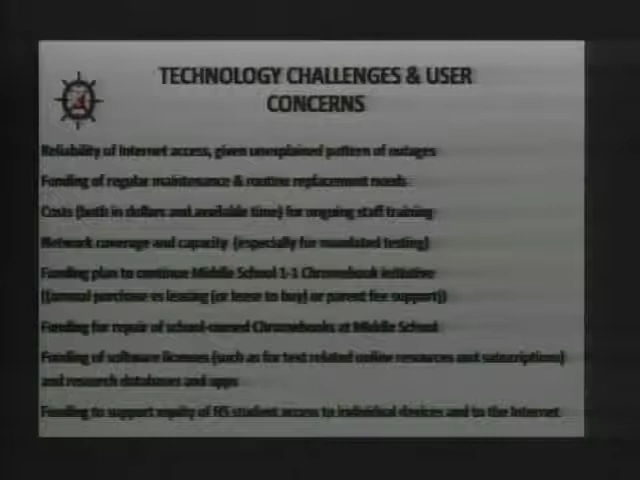 TECHNOLOGY CHALLENGES & USER
CONCERNS
Reliability of Internet access, given unexplained pattern of outages
Funding of regular maintenance & routine replacement needs
Costs (both in dollars and available time) for ongoing staff training
Network coverage and capacity (especially for mandated testing)
Funding plan to continue Middle School 1-1 Chromebook initiative
((annual purchase vs leasing (or lease to buy) or parent fee support))
Funding for repair of school-owned Chromebooks at Middle School
Funding of software licenses (such as for text related online resources and subscriptions)
and research databases and apps
Funding to support equity of HS student access to individual devices and to the Internet